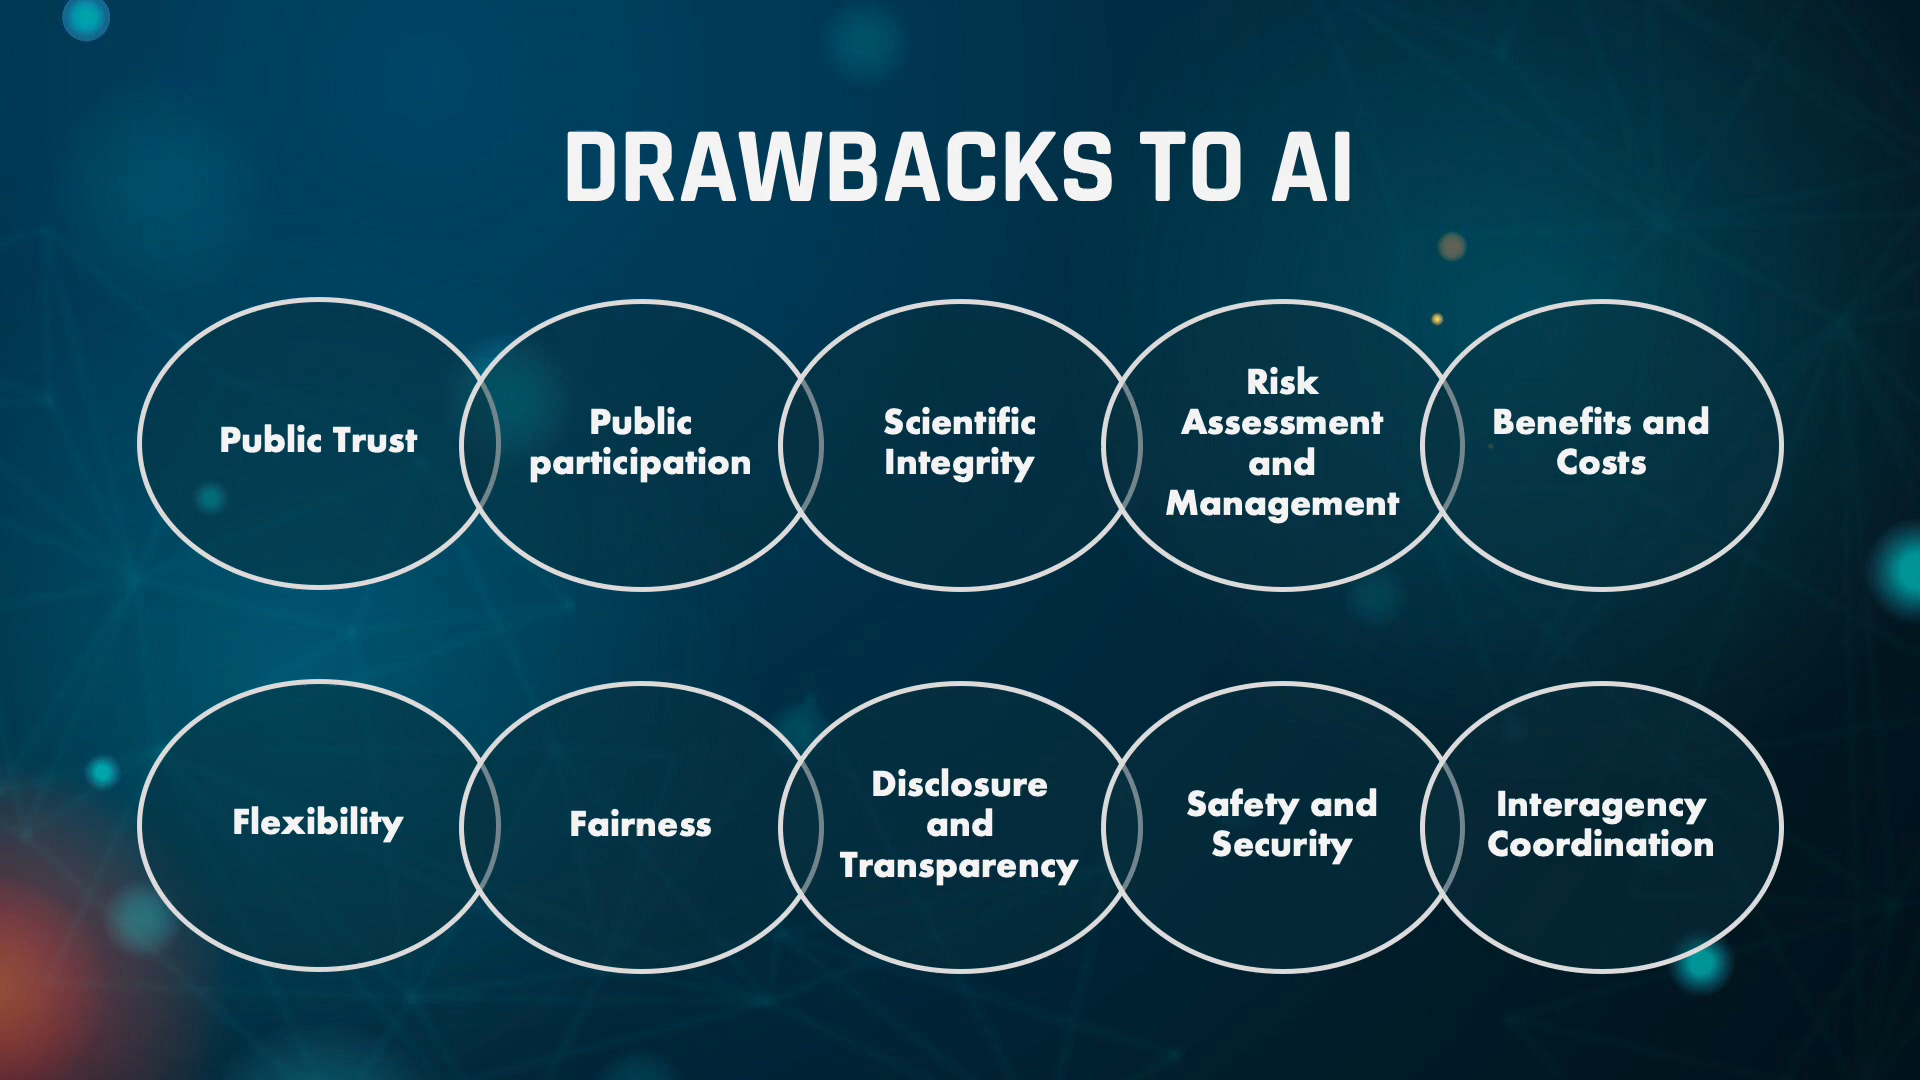 DRAWBACKS TO AI
Public Trust
Public
participation
Scientific
Integrity
Risk
Assessment
and
Management
Benefits and
Costs
Flexibility
Fairness
Disclosure
and
Transparency
Safety and
Security
Interagency
Coordination